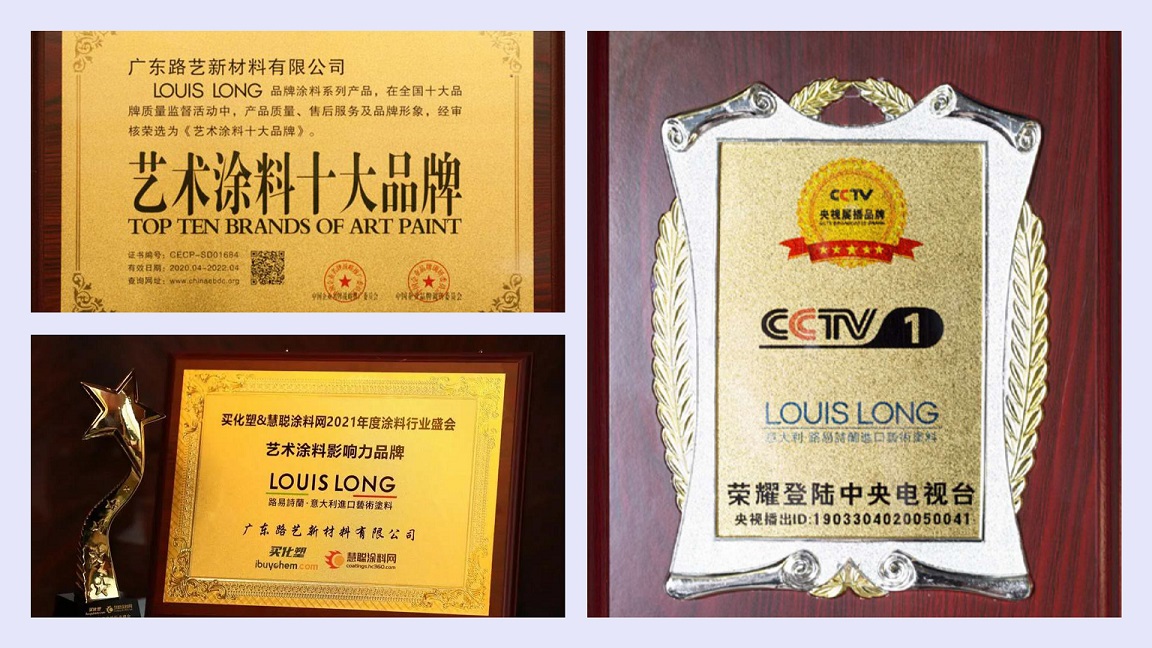 广东路艺新材料有限公司
LOUIS LONG 品牌涂料系列产品，在全国十大品
牌质量监督活动中，产品质量、售后服务及品牌形象，经审
核荣选为《艺术涂料十大品牌》。
艺术涂料十大品牌
TOP TEN BRANDS OF ART PAINT
证书编号：CECP-SD01684
有效日期：2020.04-2022.04
查询网址：www.chinacbdc.org
买化塑&慧聪涂料网2021年度涂料行业盛会
艺术涂料影响力品牌
LOUIS LONG
路易詩蘭·意大利進口藝術塗料
广东路艺新材料有限公司
买化塑
ibuychem.com
慧聪涂料网
coatings.hc360.com
CCTV
央视展播品牌
CCTV 1
LOUIS LONG
意大利·路易詩蘭進口藝術塗料
荣耀登陆中央电视台
央视播出ID:1903304020050041